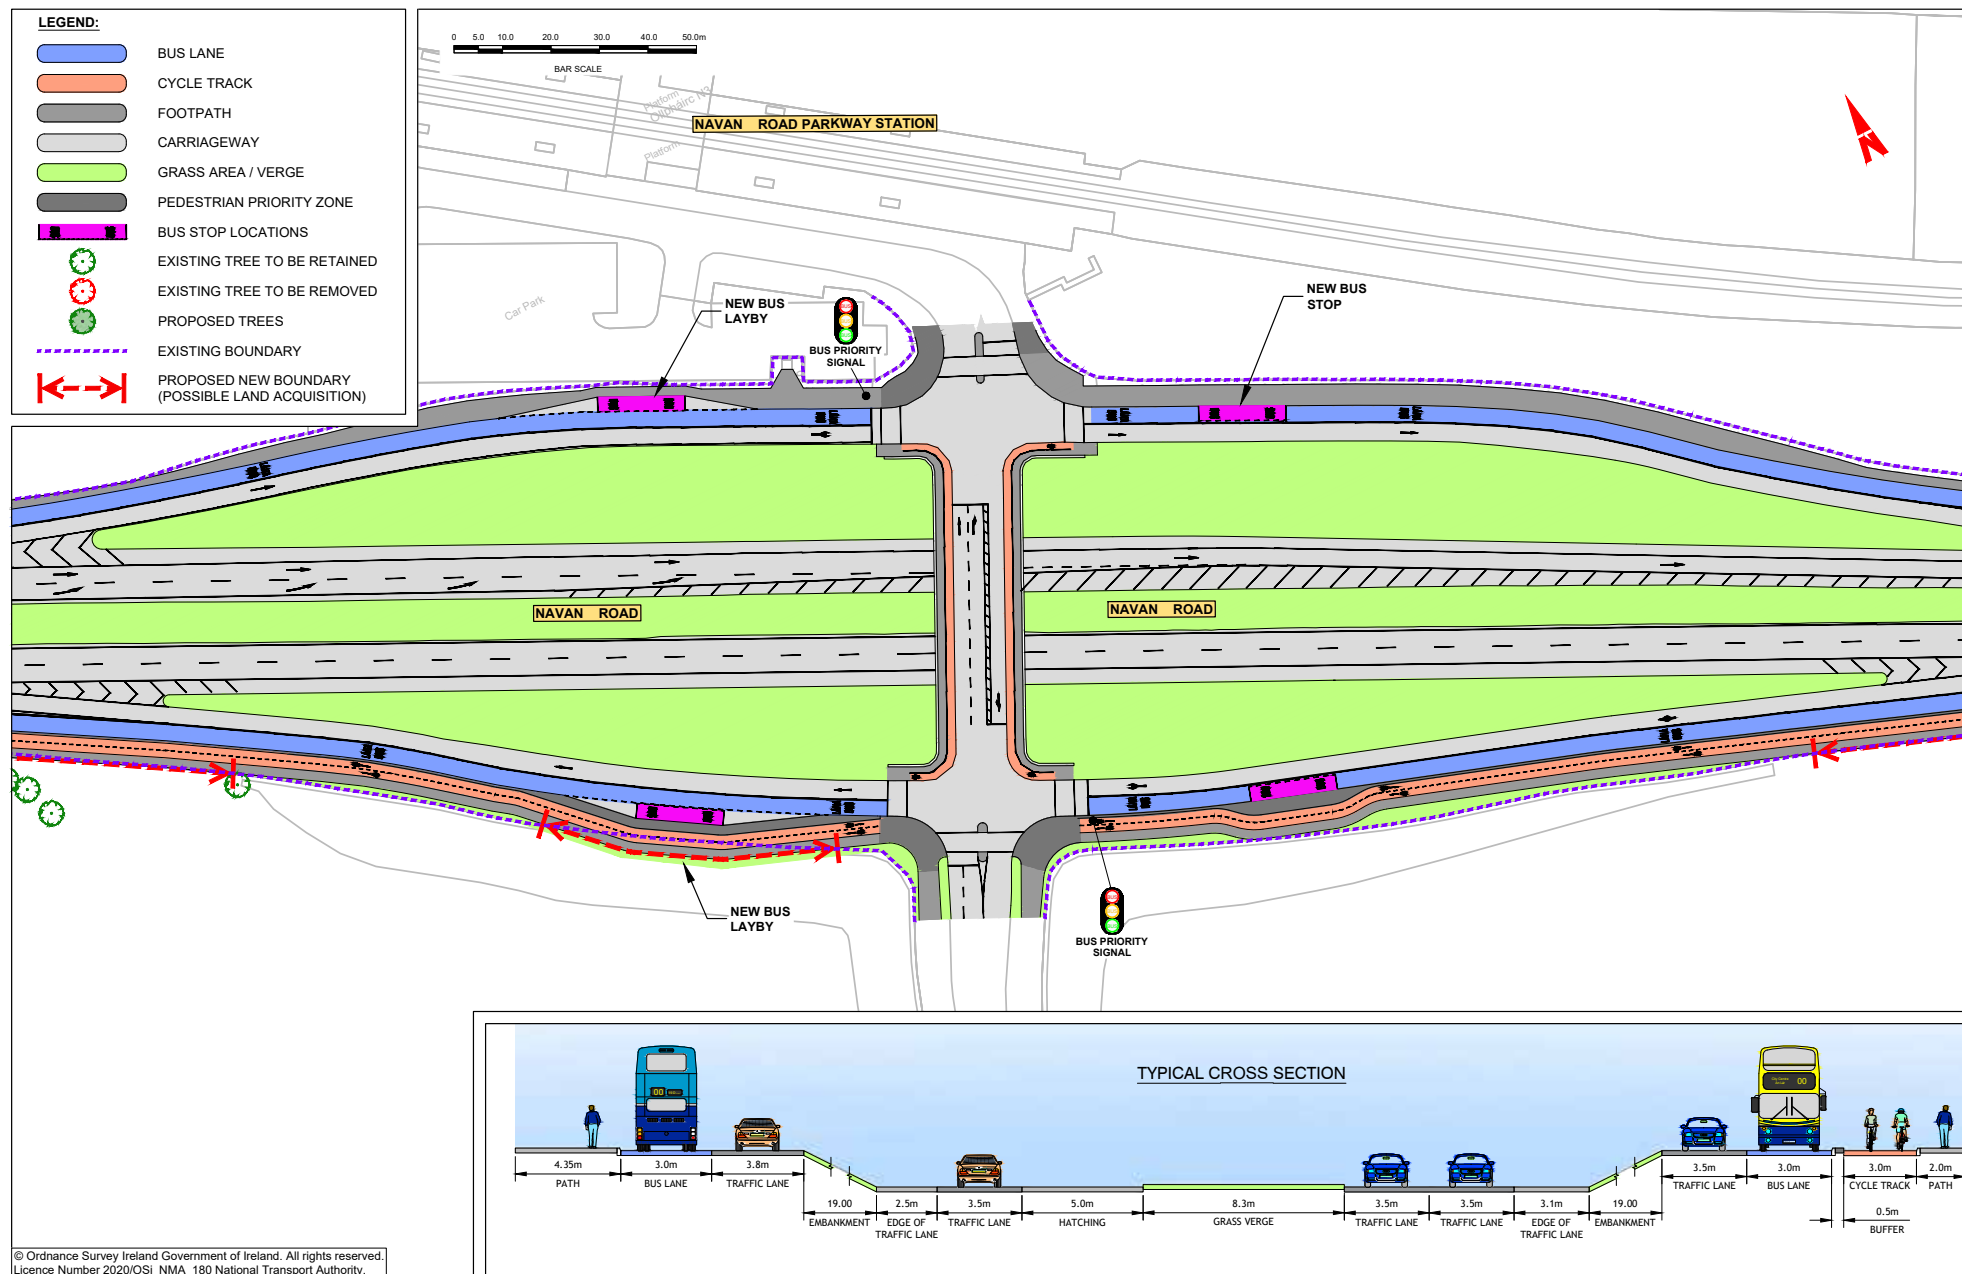 LEGEND:
BUS LANE
CYCLE TRACK
FOOTPATH
CARRIAGEWAY
GRASS AREA / VERGE
PEDESTRIAN PRIORITY ZONE
BUS STOP LOCATIONS
EXISTING TREE TO BE RETAINED
EXISTING TREE TO BE REMOVED
PROPOSED TREES
EXISTING BOUNDARY
PROPOSED NEW BOUNDARY
(POSSIBLE LAND ACQUISITION)
0 5.0 10.0 20.0 30.0 40.0 50.0m
BAR SCALE
Platform
NAVAN ROAD PARKWAY STATION
Platform
N
Car Park
NEW BUS
LAYBY
BUS PRIORITY
SIGNAL
NEW BUS
STOP
NAVAN ROAD
NAVAN ROAD
NEW BUS
LAYBY
BUS PRIORITY
SIGNAL
TYPICAL CROSS SECTION
00
00
4.35m
PATH
3.0m
BUS LANE
3.8m
TRAFFIC LANE
19.00
EMBANKMENT
2.5m
EDGE OF
TRAFFIC LANE
3.5m
TRAFFIC LANE
5.0m
HATCHING
8.3m
GRASS VERGE
3.5m
TRAFFIC LANE
3.5m
TRAFFIC LANE
3.1m
EDGE OF
TRAFFIC LANE
19.00
EMBANKMENT
3.5m
TRAFFIC LANE
3.0m
BUS LANE
3.0m
CYCLE TRACK
2.0m
PATH
0.5m
BUFFER
© Ordnance Survey Ireland Government of Ireland. All rights reserved.
Licence Number 2020/OSi_NMA_180 National Transport Authority.